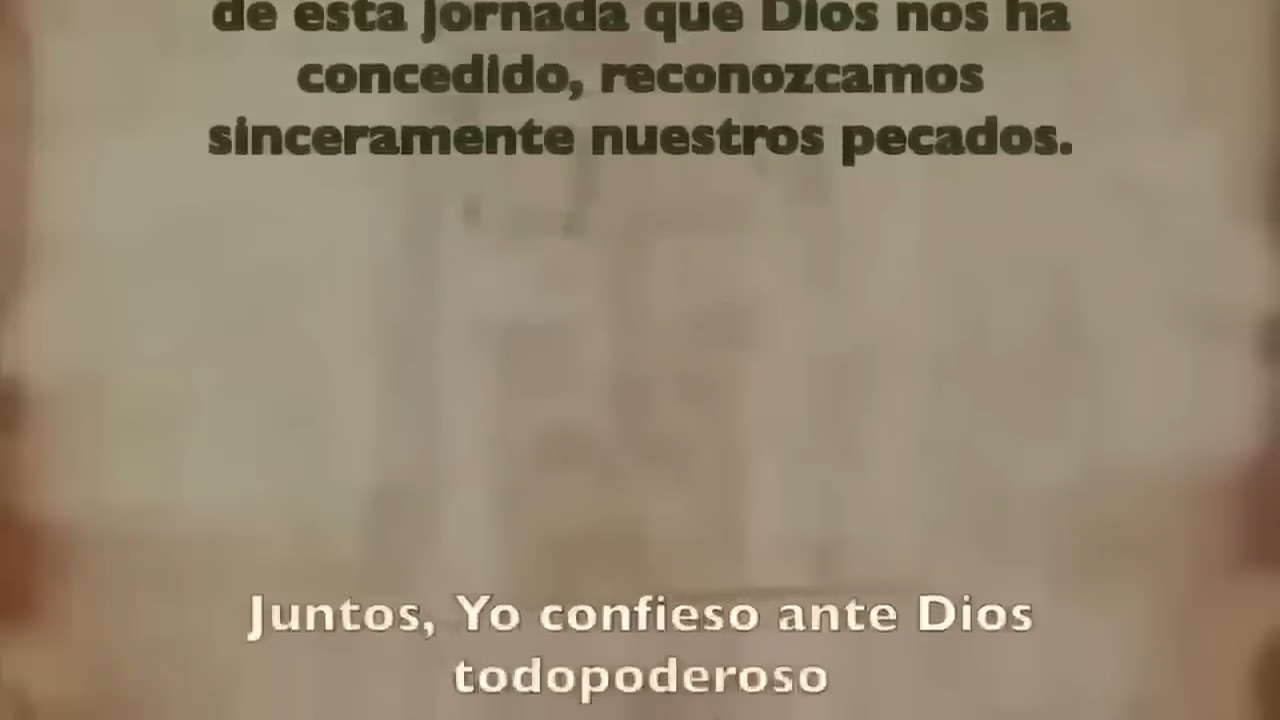 de esta jornada que Dios nos ha
concedido, reconozcamos
sinceramente nuestros pecados.
Juntos, Yo confieso ante Dios
todopoderoso